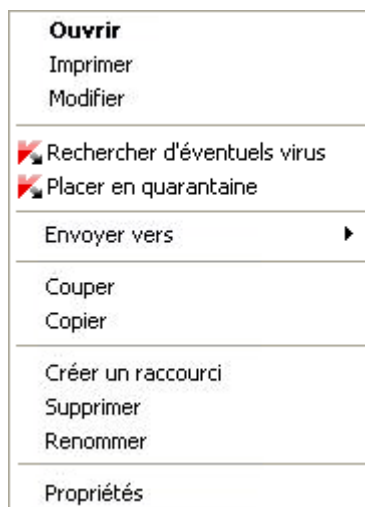 Ouvrir
Imprimer
Modifier
Rechercher d'éventuels virus
Placer en quarantaine
Envoyer vers
Couper
Copier
Créer un raccourci
Supprimer
Renommer
Propriétés